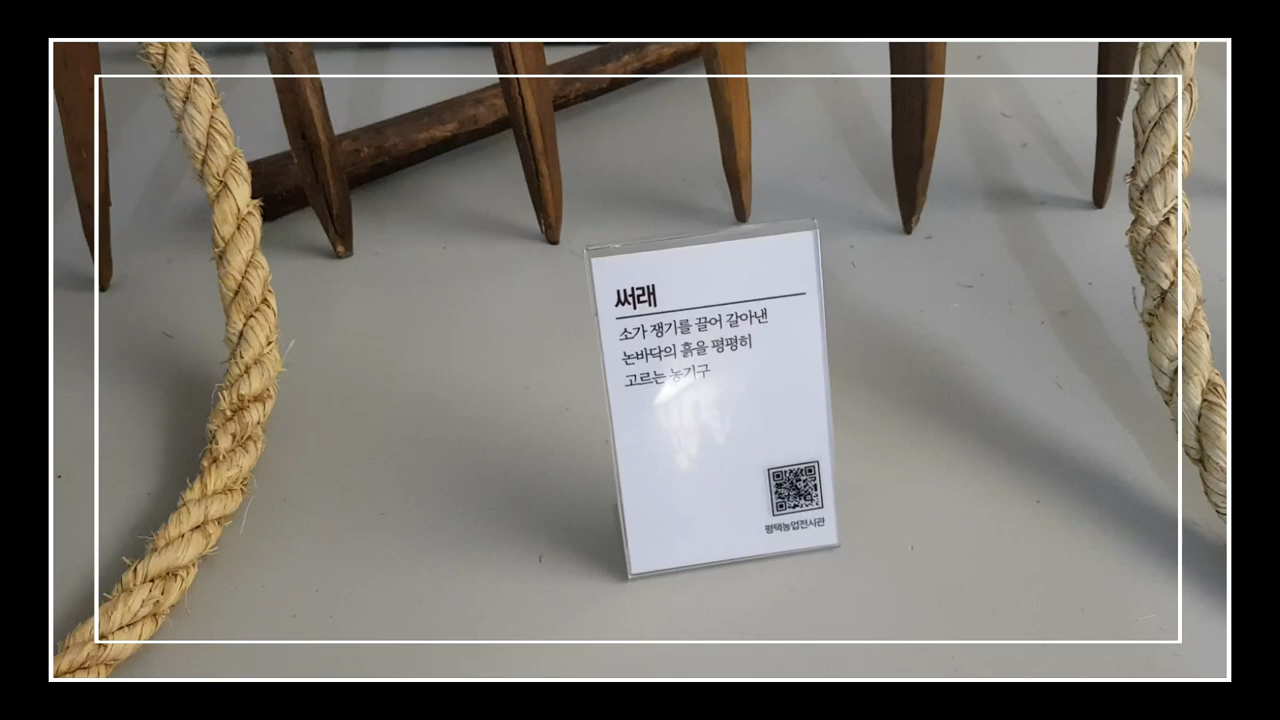 써래
소가 쟁기를 끌어 갈아낸
논바닥의 흙을 평평히
고르는 농기구
평택농업전시관